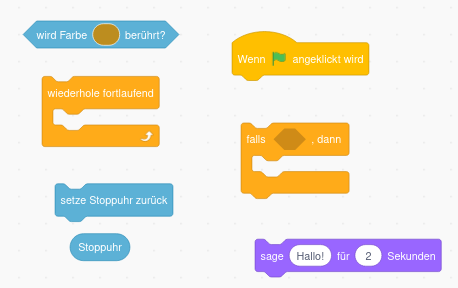 wird Farbe berührt?
Wenn angeklickt wird
wiederhole fortlaufend
falls , dann
setze Stoppuhr zurück
Stoppuhr
sage Hallo! für 2 Sekunden